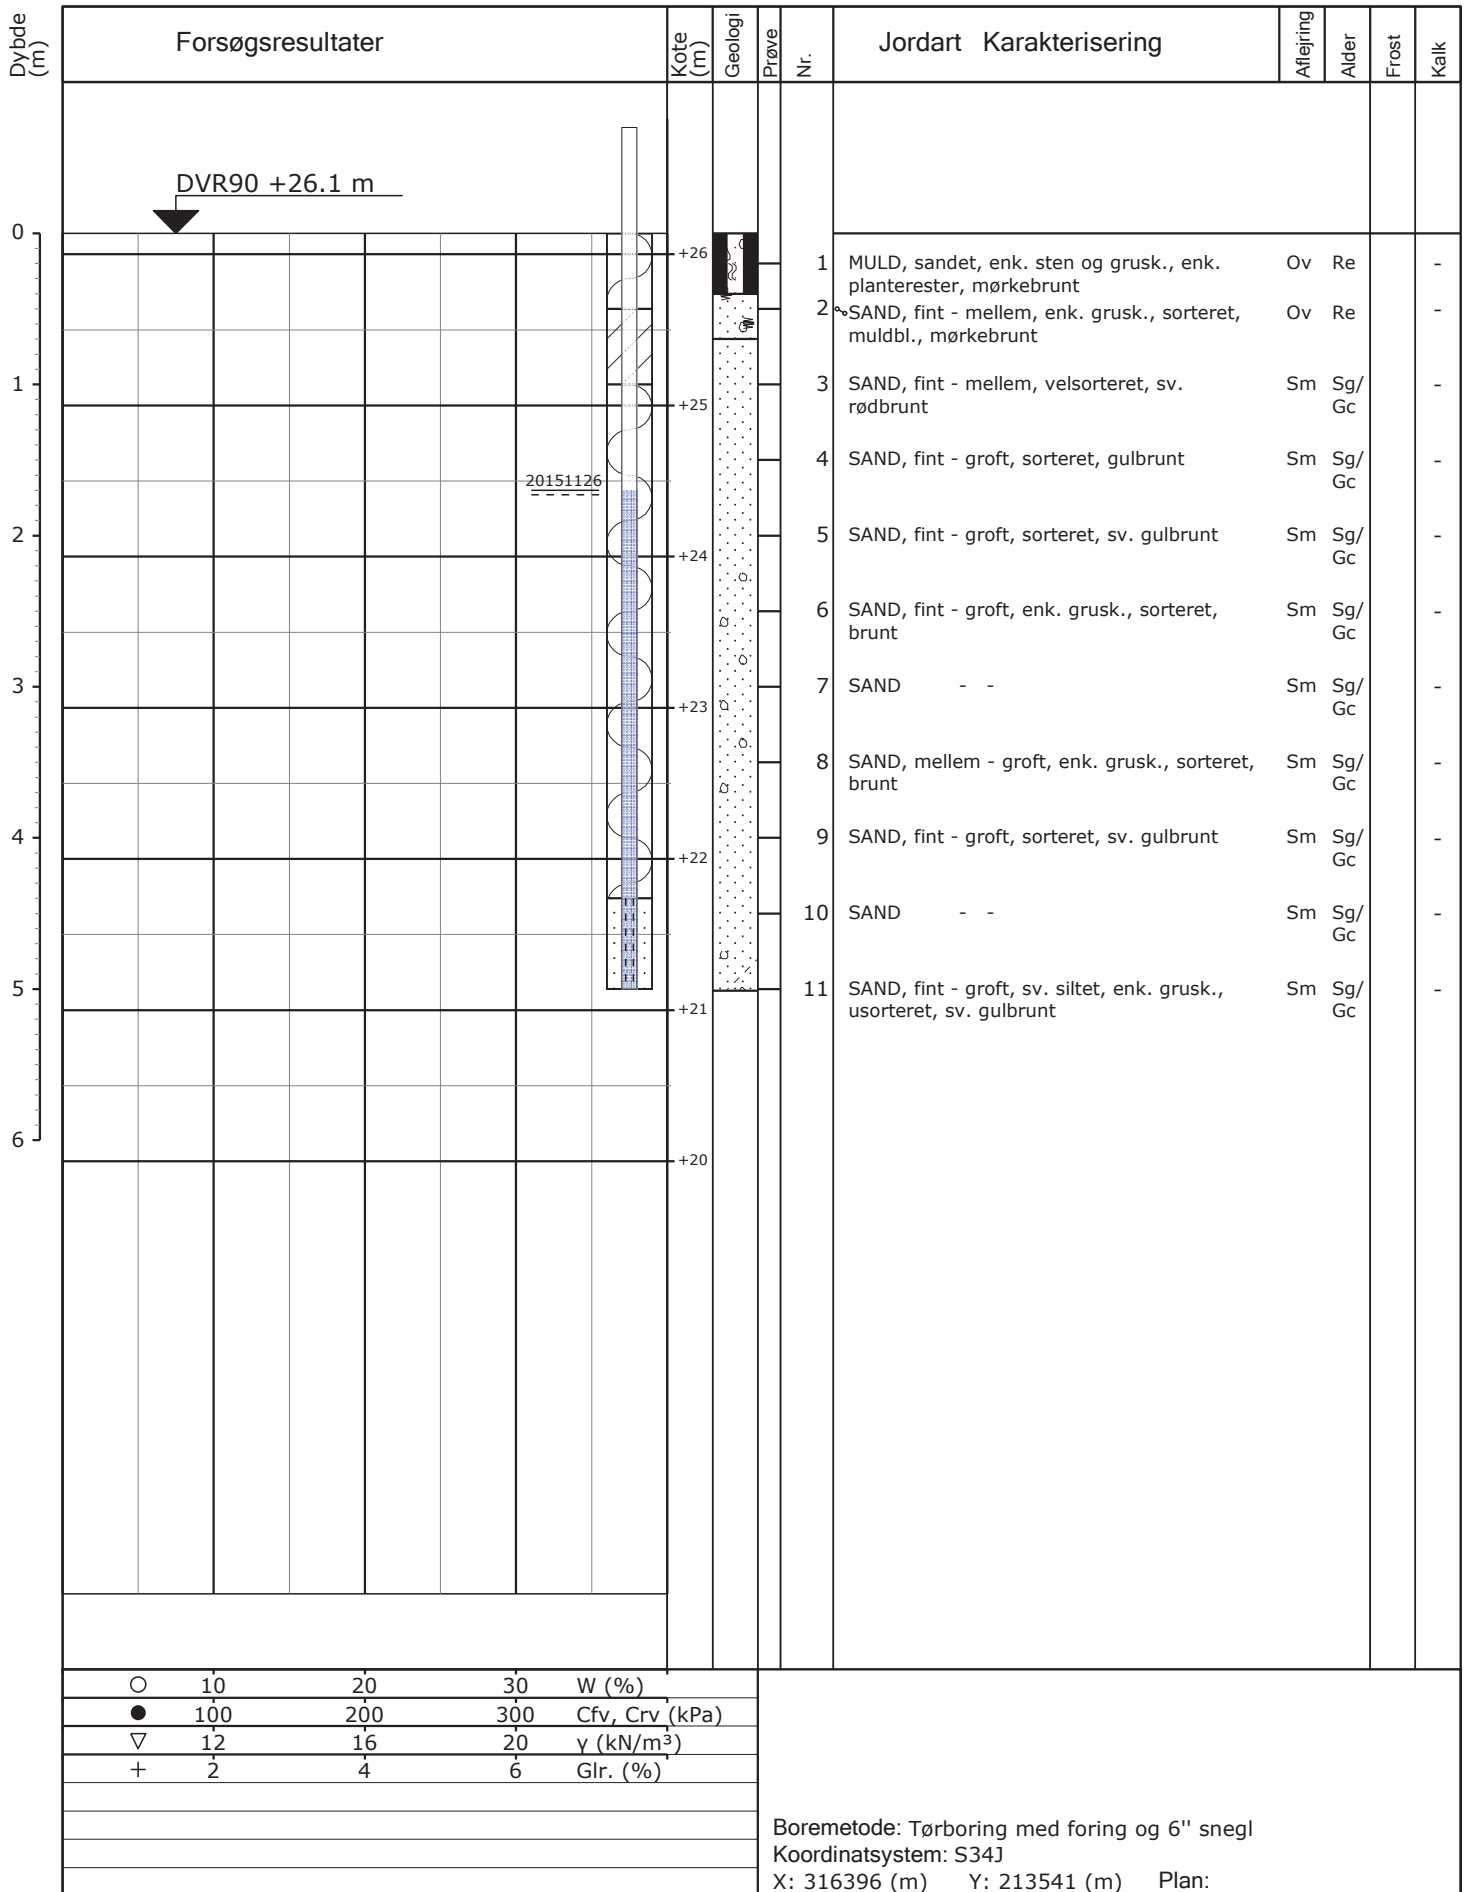 Dybde (m)
Forsøgsresultater
Kote (m)
Geologi
Prøve
Nr.
Jordart Karakterisering
Aflejring
Alder
Frost
Kalk
DVR90 +26.1 m
0
+26
1 MULD, sandet, enk. sten og grusk., enk. Ov Re -
planterester, mørkebrunt
2 SAND, fint - mellem, enk. grusk., sorteret, Ov Re -
muldbl., mørkebrunt
1
3 SAND, fint - mellem, velsorteret, sv. Sm Sg/ -
rødbrunt Gc
+25
4 SAND, fint - groft, sorteret, gulbrunt Sm Sg/ -
Gc
20151126
2
5 SAND, fint - groft, sorteret, sv. gulbrunt Sm Sg/ -
Gc
+24
6 SAND, fint - groft, enk. grusk., sorteret, Sm Sg/ -
brunt Gc
3
7 SAND - - Sm Sg/ -
Gc
+23
8 SAND, mellem - groft, enk. grusk., sorteret, Sm Sg/ -
brunt Gc
4
9 SAND, fint - groft, sorteret, sv. gulbrunt Sm Sg/ -
Gc
+22
10 SAND - - Sm Sg/ -
Gc
5
11 SAND, fint - groft, sv. siltet, enk. grusk., Sm Sg/ -
usorteret, sv. gulbrunt Gc
+21
6
+20
10 20 30 W (%)
100 200 300 Cfv, Crv (kPa)
12 16 20 γ (kN/m³)
+ 2 4 6 Glr. (%)
Boremetode: Tørboring med foring og 6'' snegl
Koordinatsystem: S34J
X: 316396 (m) Y: 213541 (m) Plan: